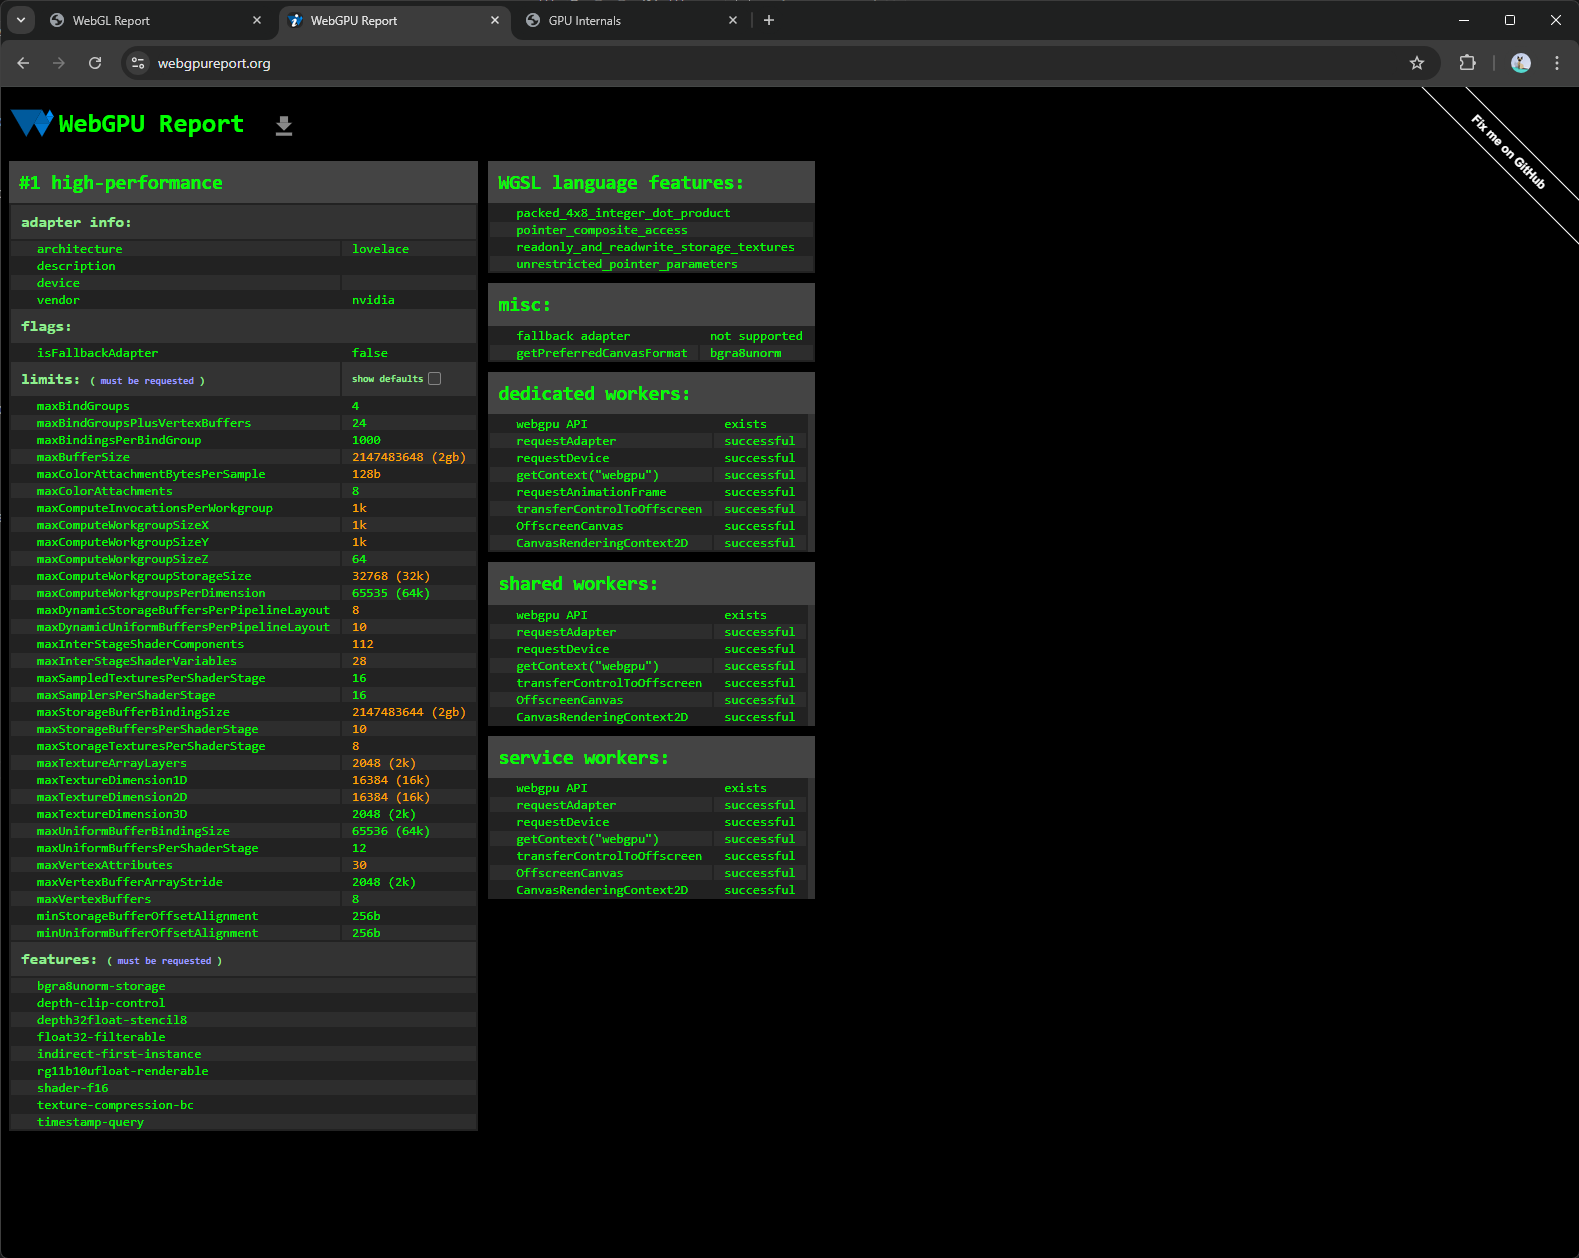 WebGL Report
WebGPU Report
GPU Internals
webgpureport.org
WebGPU Report
Fix me on GitHub
#1 high-performance
adapter info:
architecture lovelace
description
device
vendor nvidia
flags:
isFallbackAdapter false
limits: ( must be requested ) show defaults
maxBindGroups 4
maxBindGroupsPlusVertexBuffers 24
maxBindingsPerBindGroup 1000
maxBufferSize 2147483648 (2gb)
maxColorAttachmentBytesPerSample 128b
maxColorAttachments 8
maxComputeInvocationsPerWorkgroup 1k
maxComputeWorkgroupSizeX 1k
maxComputeWorkgroupSizeY 1k
maxComputeWorkgroupSizeZ 64
maxComputeWorkgroupStorageSize 32768 (32k)
maxComputeWorkgroupsPerDimension 65535 (64k)
maxDynamicStorageBuffersPerPipelineLayout 8
maxDynamicUniformBuffersPerPipelineLayout 10
maxInterStageShaderComponents 112
maxInterStageShaderVariables 28
maxSampledTexturesPerShaderStage 16
maxSamplersPerShaderStage 16
maxStorageBufferBindingSize 2147483644 (2gb)
maxStorageBuffersPerShaderStage 10
maxStorageTexturesPerShaderStage 8
maxTextureArrayLayers 2048 (2k)
maxTextureDimension1D 16384 (16k)
maxTextureDimension2D 16384 (16k)
maxTextureDimension3D 2048 (2k)
maxUniformBufferBindingSize 65536 (64k)
maxUniformBuffersPerShaderStage 12
maxVertexAttributes 30
maxVertexBufferArrayStride 2048 (2k)
maxVertexBuffers 8
minStorageBufferOffsetAlignment 256b
minUniformBufferOffsetAlignment 256b
features: ( must be requested )
bgra8unorm-storage
depth-clip-control
depth32float-stencil8
float32-filterable
indirect-first-instance
rg11b10ufloat-renderable
shader-f16
texture-compression-bc
timestamp-query
WGSL language features:
packed_4x8_integer_dot_product
pointer_composite_access
readonly_and_readwrite_storage_textures
unrestricted_pointer_parameters
misc:
fallback adapter not supported
getPreferredCanvasFormat bgra8unorm
dedicated workers:
webgpu API exists
requestAdapter successful
requestDevice successful
getContext("webgpu") successful
requestAnimationFrame successful
transferControlToOffscreen successful
OffscreenCanvas successful
CanvasRenderingContext2D successful
shared workers:
webgpu API exists
requestAdapter successful
requestDevice successful
getContext("webgpu") successful
transferControlToOffscreen successful
OffscreenCanvas successful
CanvasRenderingContext2D successful
service workers:
webgpu API exists
requestAdapter successful
requestDevice successful
getContext("webgpu") successful
transferControlToOffscreen successful
OffscreenCanvas successful
CanvasRenderingContext2D successful